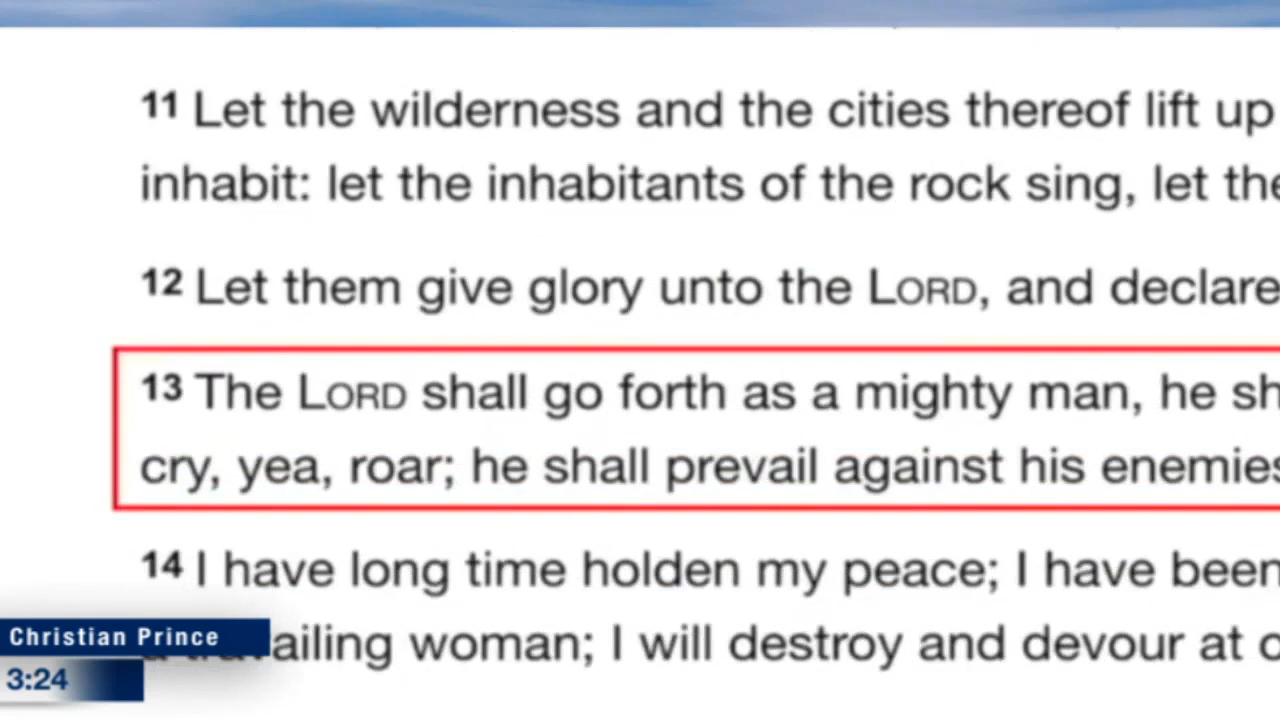 11 Let the wilderness and the cities thereof lift up
inhabit: let the inhabitants of the rock sing, let the
12 Let them give glory unto the LORD, and declare
13 The LORD shall go forth as a mighty man, he sh
cry, yea, roar; he shall prevail against his enemies
14 I have long time holden my peace; I have been
ailing woman; I will destroy and devour at o
Christian Prince
3:24